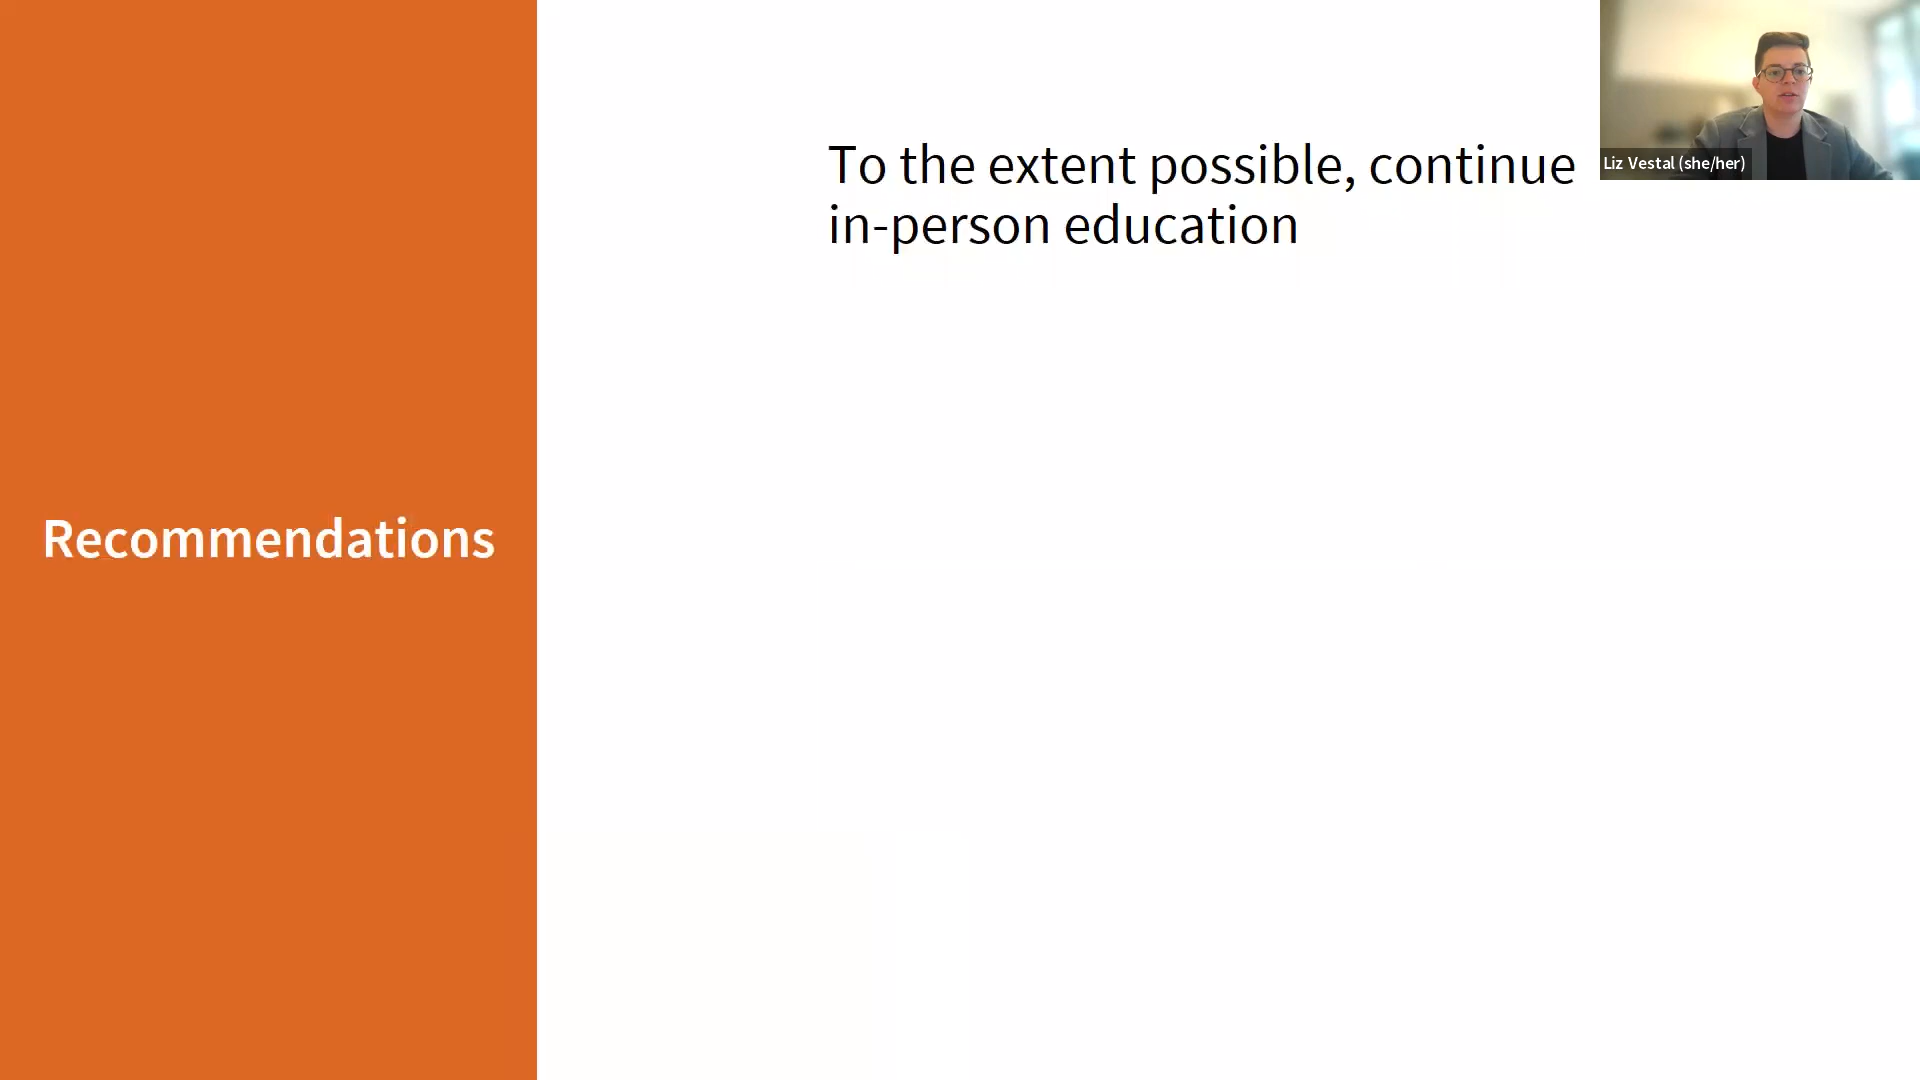 To the extent possible, continue
in-person education
Liz Vestal (she/her)
Recommendations